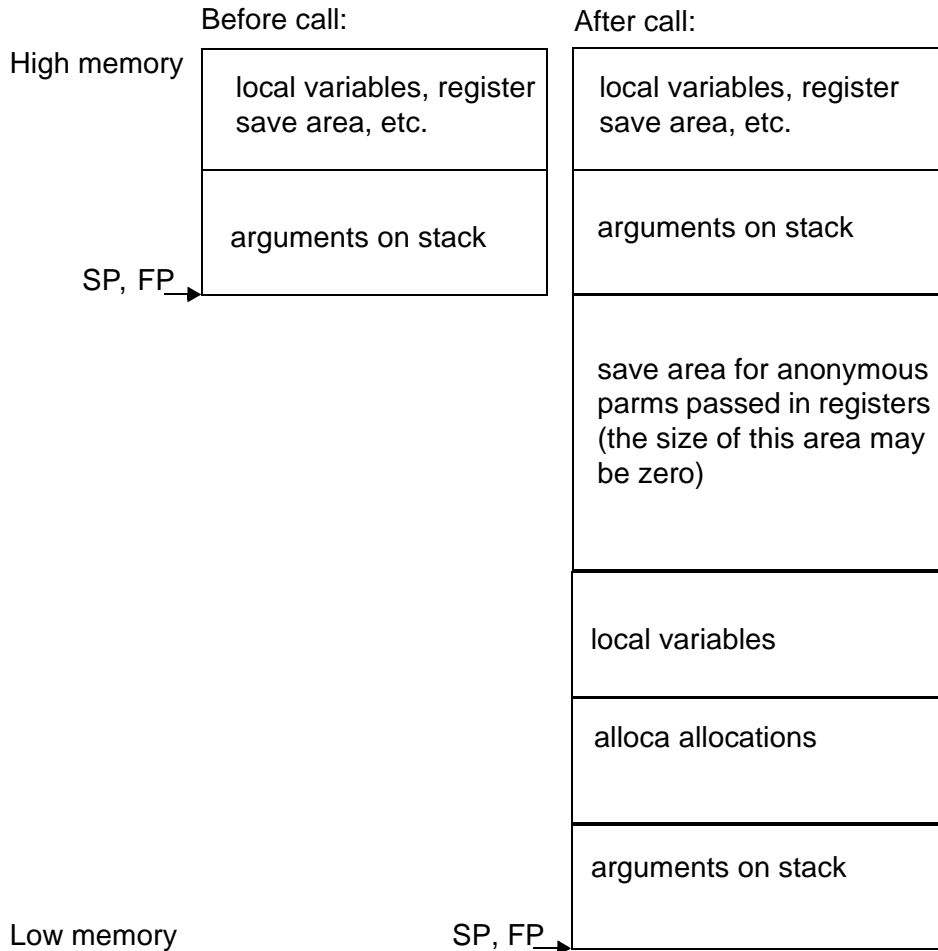 Before call:
After call:
High memory
local variables, register
save area, etc.
local variables, register
save area, etc.
arguments on stack
arguments on stack
SP, FP
save area for anonymous
parms passed in registers
(the size of this area may
be zero)
local variables
alloca allocations
arguments on stack
Low memory
SP, FP